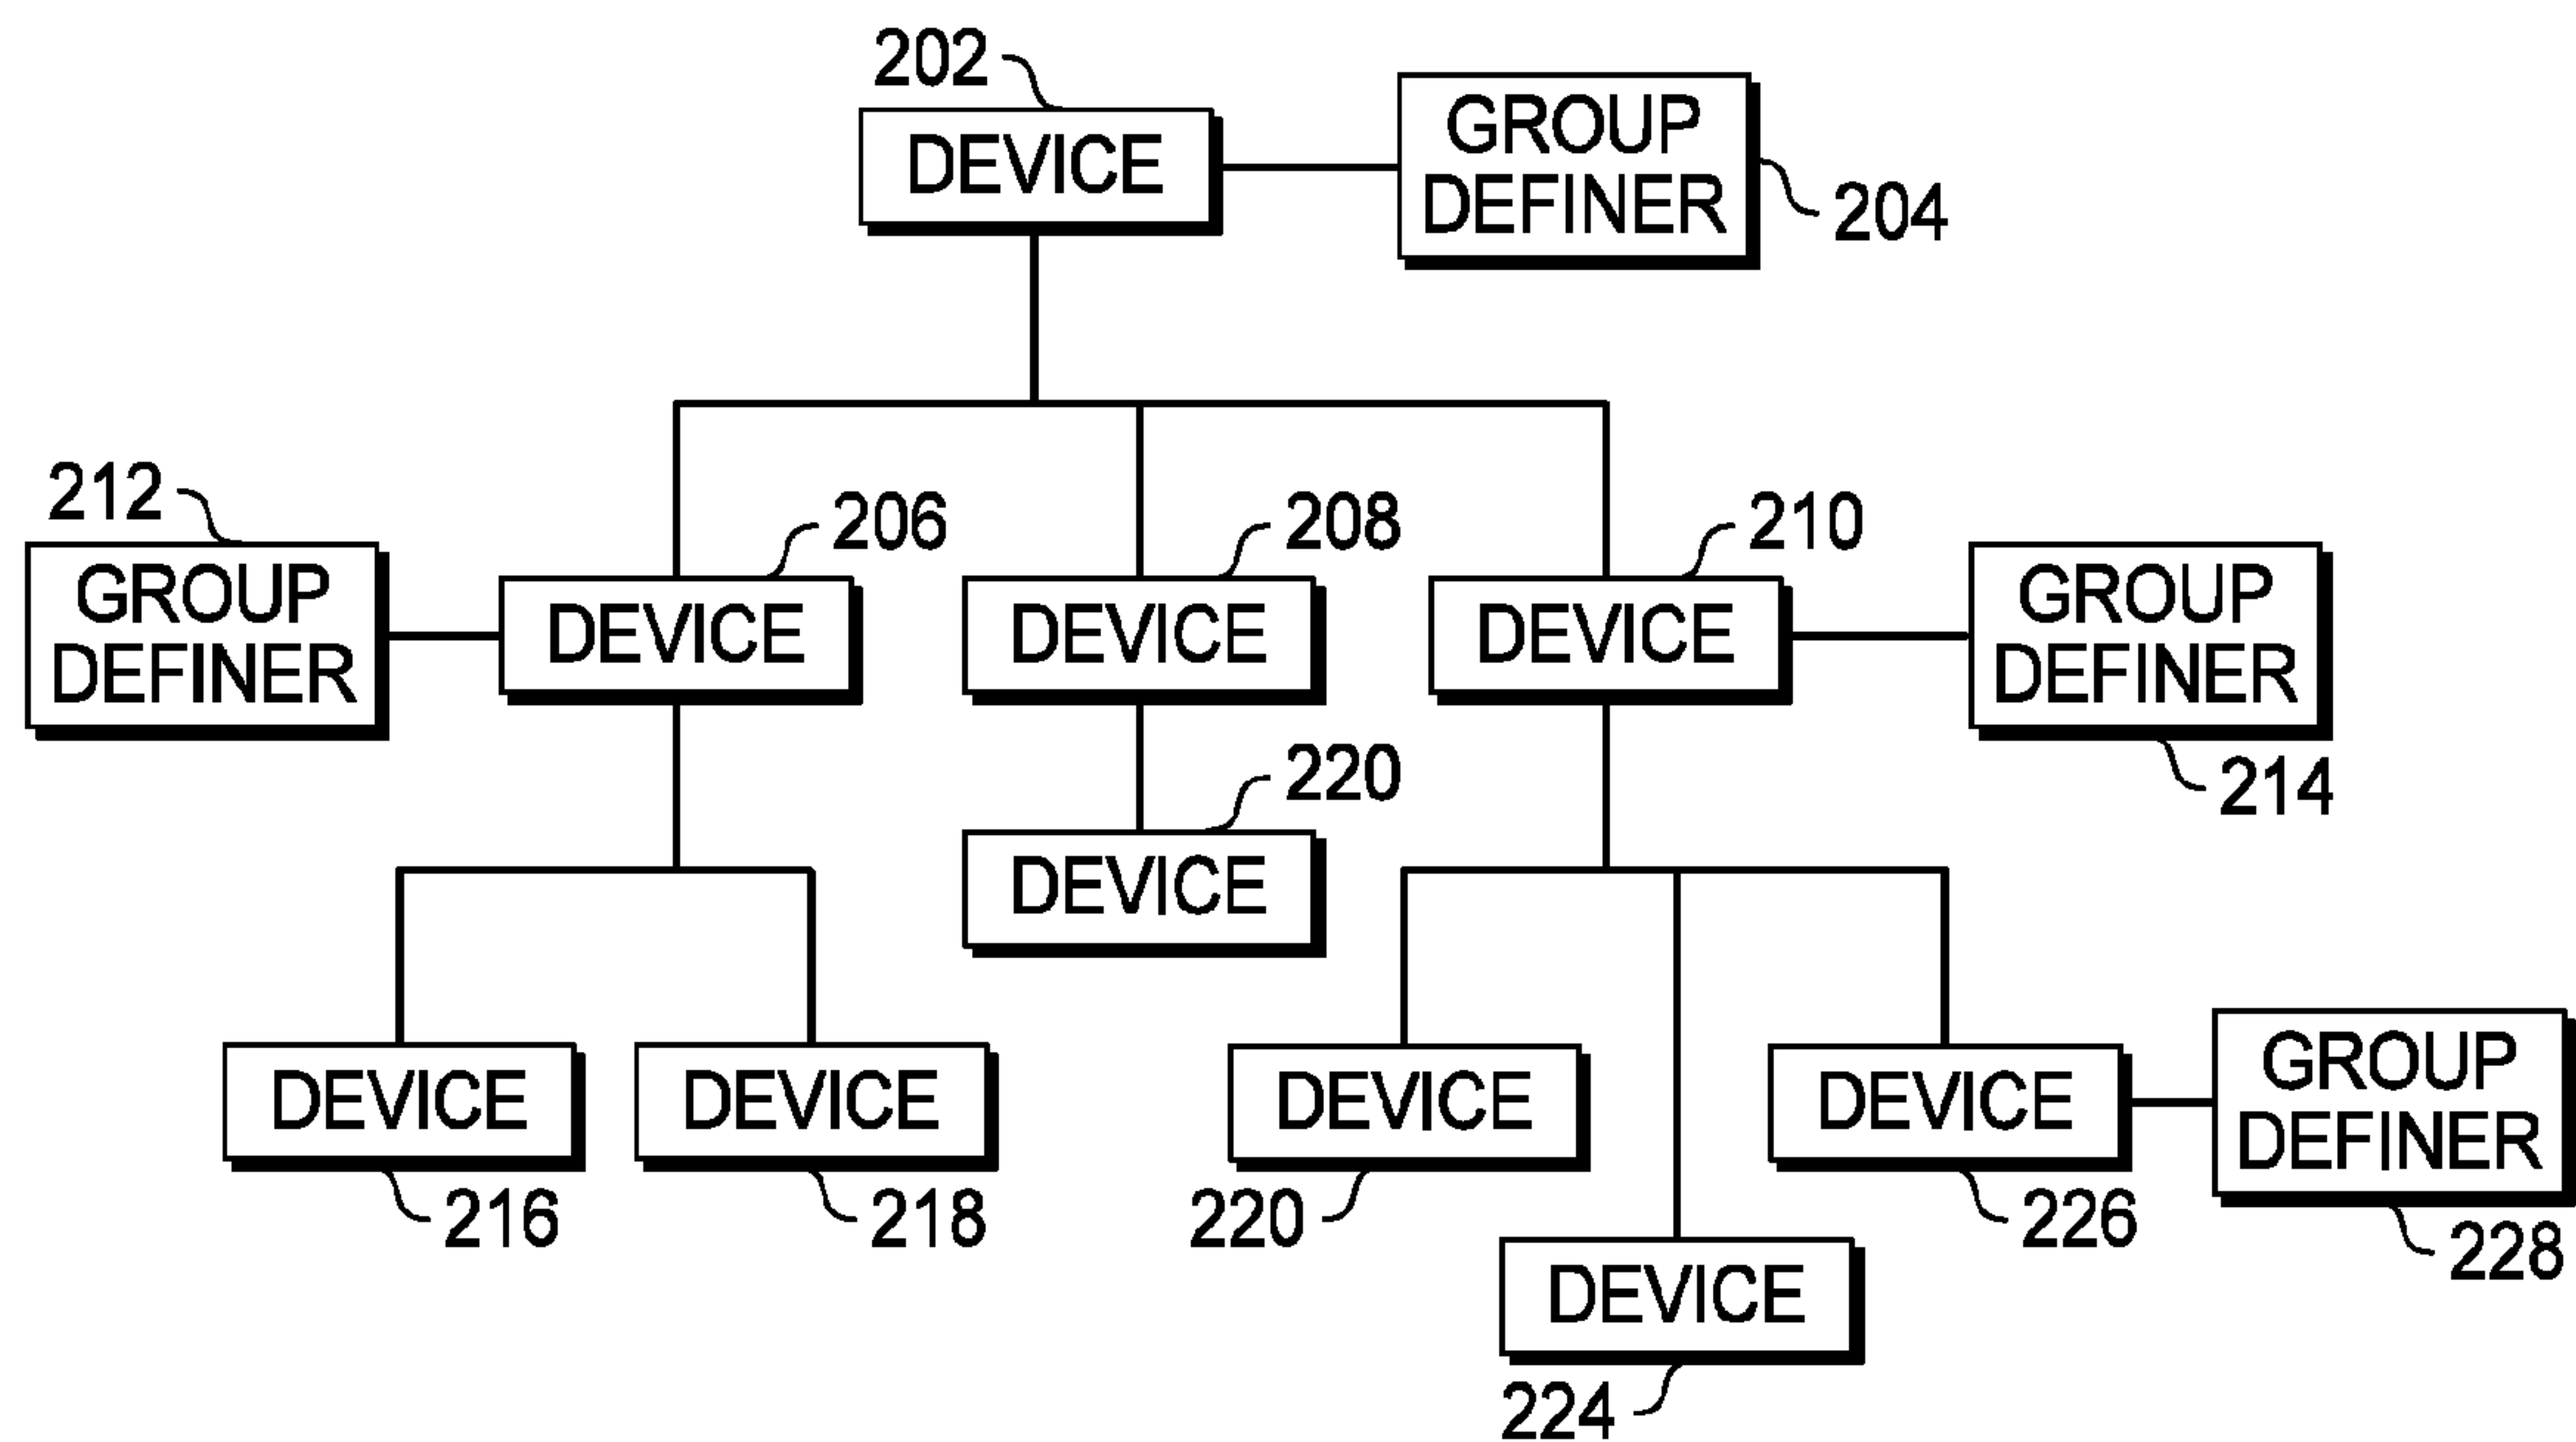 202
DEVICE
GROUP
DEFINER
204
212
GROUP
DEFINER
206
DEVICE
208
DEVICE
210
DEVICE
GROUP
DEFINER
214
220
DEVICE
DEVICE
216
DEVICE
218
DEVICE
220
DEVICE
226
GROUP
DEFINER
228
DEVICE
224